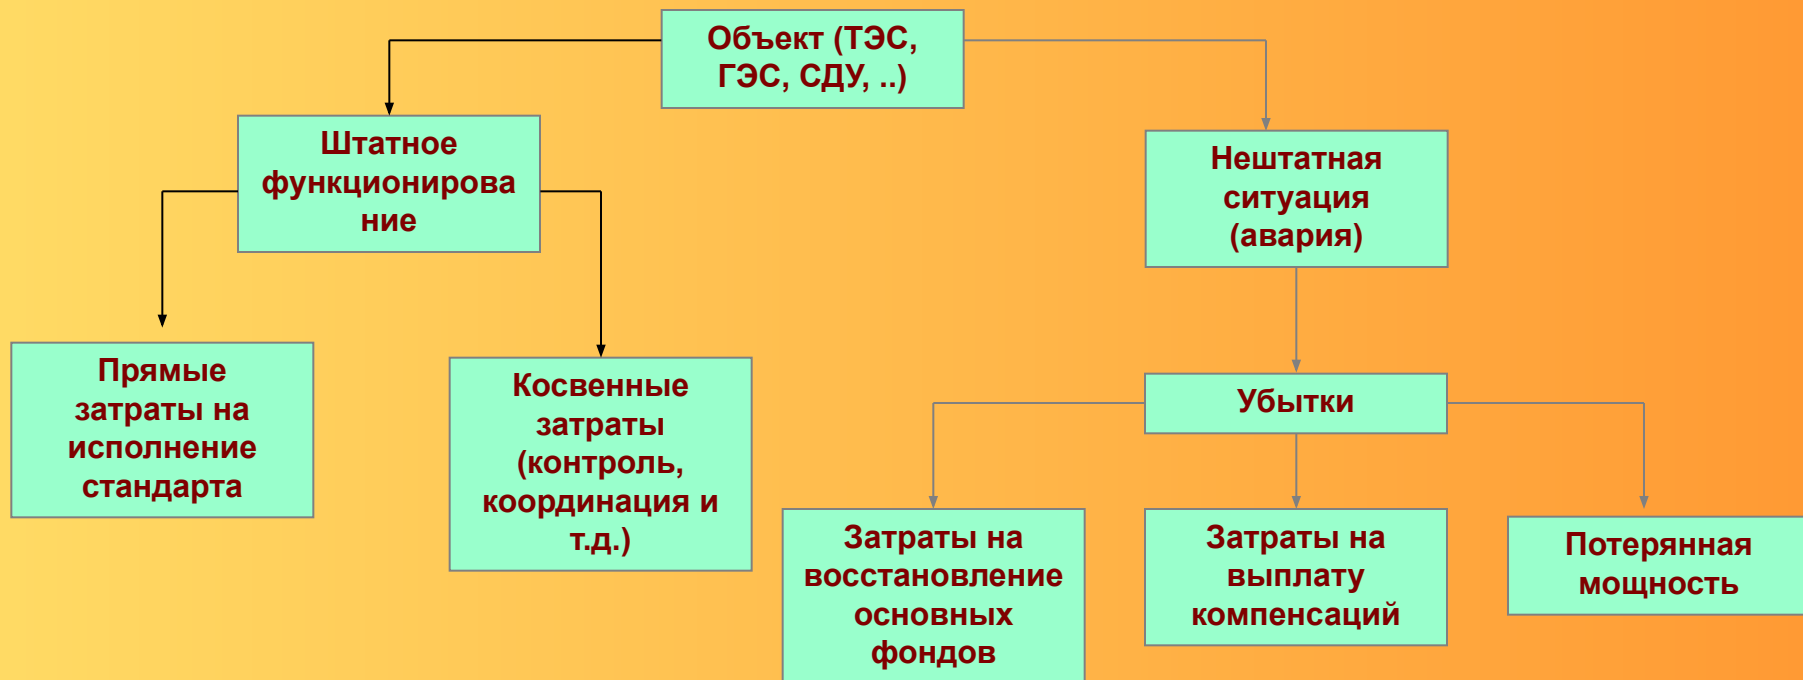 Объект (ТЭС,
ГЭС, СДУ, ..)
Штатное
функционирова
ние
Нештатная
ситуация
(авария)
Прямые
затраты на
исполнение
стандарта
Косвенные
затраты
(контроль,
координация и
т.д.)
Убытки
Затраты на
восстановление
основных
фондов
Затраты на
выплату
компенсаций
Потерянная
мощность